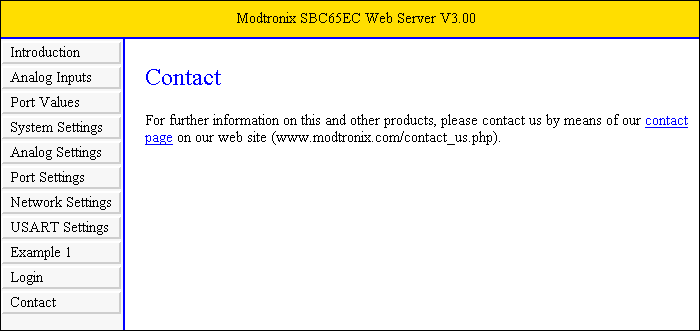 Modtronix SBC65EC Web Server V3.00
Introduction
Analog Inputs
Port Values
System Settings
Analog Settings
Port Settings
Network Settings
USART Settings
Example 1
Login
Contact
Contact
For further information on this and other products, please contact us by means of our contact
page on our web site (www.modtronix.com/contact_us.php).